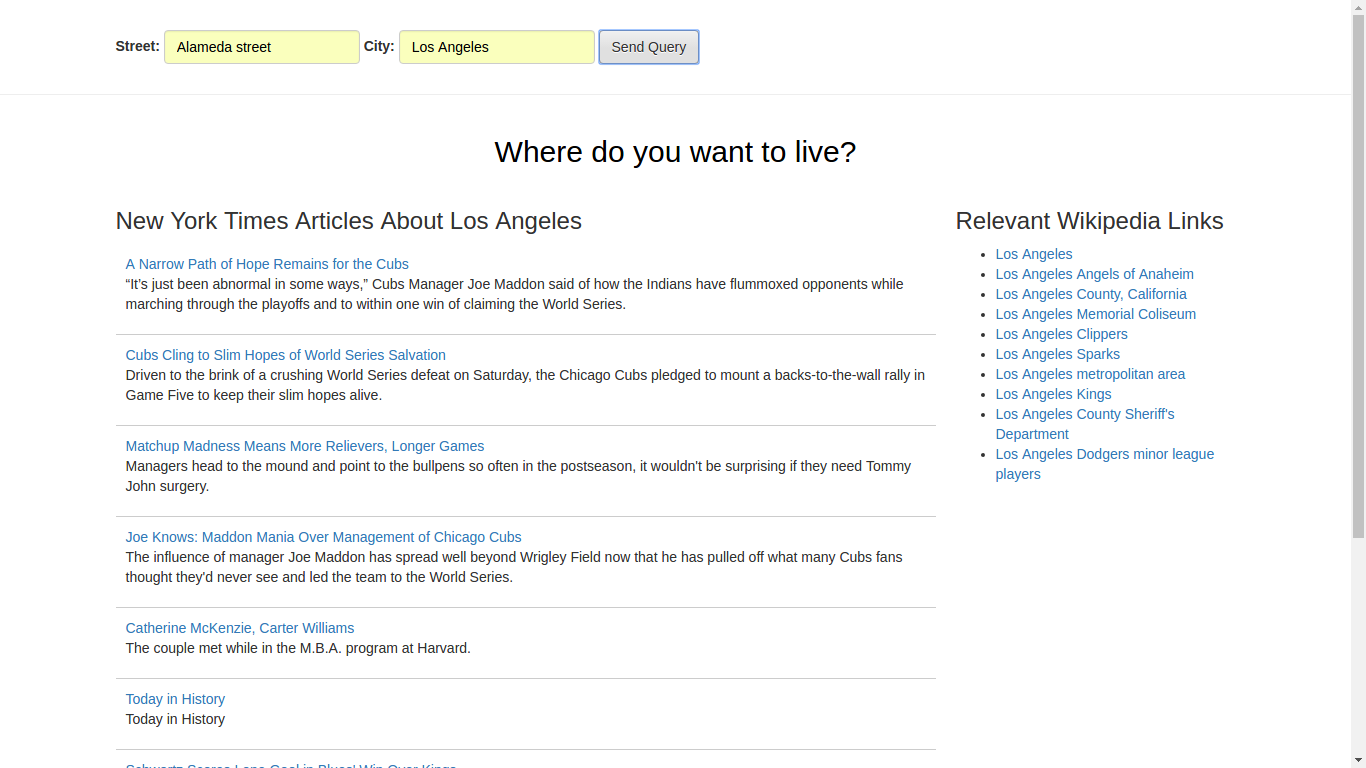 Street: Alameda street City: Los Angeles Send Query
Where do you want to live?
New York Times Articles About Los Angeles
A Narrow Path of Hope Remains for the Cubs
“It’s just been abnormal in some ways,” Cubs Manager Joe Maddon said of how the Indians have flummoxed opponents while
marching through the playoffs and to within one win of claiming the World Series.
Cubs Cling to Slim Hopes of World Series Salvation
Driven to the brink of a crushing World Series defeat on Saturday, the Chicago Cubs pledged to mount a backs-to-the-wall rally in
Game Five to keep their slim hopes alive.
Matchup Madness Means More Relievers, Longer Games
Managers head to the mound and point to the bullpens so often in the postseason, it wouldn't be surprising if they need Tommy
John surgery.
Joe Knows: Maddon Mania Over Management of Chicago Cubs
The influence of manager Joe Maddon has spread well beyond Wrigley Field now that he has pulled off what many Cubs fans
thought they'd never see and led the team to the World Series.
Catherine McKenzie, Carter Williams
The couple met while in the M.B.A. program at Harvard.
Today in History
Today in History
Schwartz Scores Lone Goal in Blues' Win Over Kings
Relevant Wikipedia Links
Los Angeles
Los Angeles Angels of Anaheim
Los Angeles County, California
Los Angeles Memorial Coliseum
Los Angeles Clippers
Los Angeles Sparks
Los Angeles metropolitan area
Los Angeles Kings
Los Angeles County Sheriff's
Department
Los Angeles Dodgers minor league
players